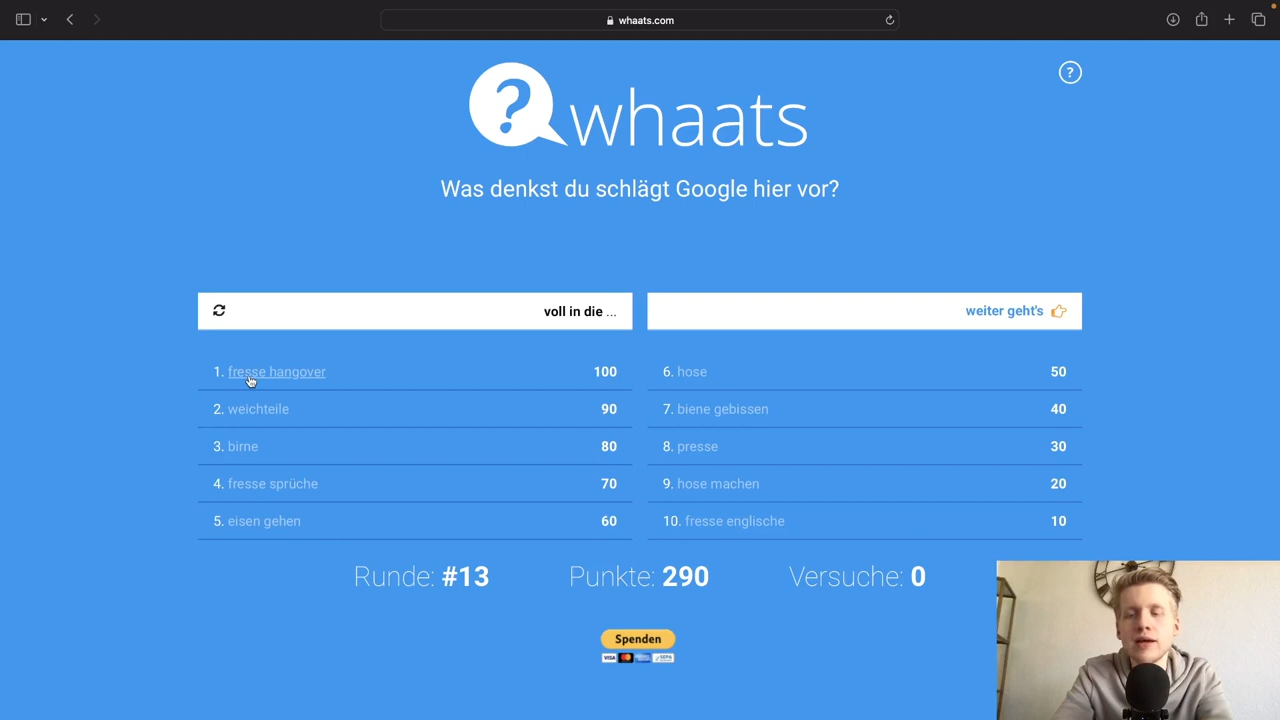 whaats.com
?
? whaats
Was denkst du schlägt Google hier vor?
voll in die ...
weiter geht's
1. fresse hangover 100
2. weichteile 90
3. birne 80
4. fresse sprüche 70
5. eisen gehen 60
6. hose 50
7. biene gebissen 40
8. presse 30
9. hose machen 20
10. fresse englische 10
Runde: #13 Punkte: 290 Versuche: 0
Spenden
VISA